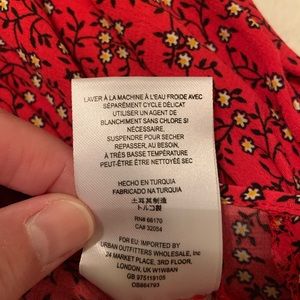 LAVER À LA MACHINE À L'EAU FROIDE AVEC
SÉPARÉMENT CYCLE DÉLICAT
UTILISER UN AGENT DE
BLANCHIMENT SANS CHLORE SI
NÉCESSAIRE,
SUSPENDRE POUR SECHER
REPASSER, AU BESOIN,
À TRÈS BASSE TEMPÉRATURE
PEUT-ÊTRE ÊTRE NETTOYÉE SEC
HECHO EN TURQUIA
FABRICADO NA TURQUIA
土耳其制造
トルコ製
RN# 66170
CA# 32054
FOR EU: IMPORTED BY
URBAN OUTFITTERS WHOLESALE, INC
24 MARKET PLACE, 3RD FLOOR,
LONDON, UK W1W8AN
GB 975119105
OB864793